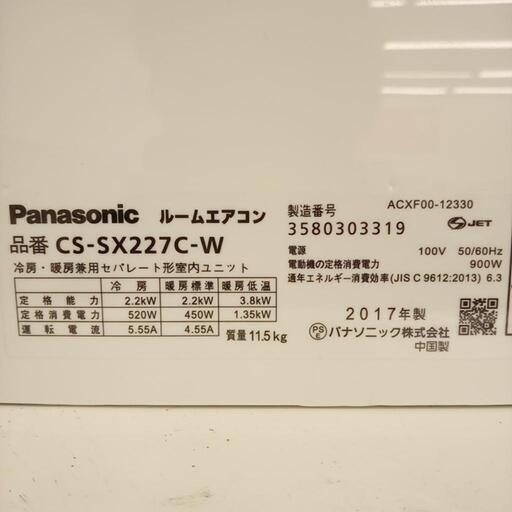 Panasonic ルームエアコン
品番 CS-SX227C-W
冷房・暖房兼用セパレート形室内ユニット
冷房 暖房標準 暖房低温
定格能力 2.2kW 2.2kW 3.8kW
定格消費電力 520W 450W 1.35kW
運転電流 5.55A 4.55A
質量 11.5kg
ACXF00-12330
製造番号
3580303319
S JET
電源 100V 50/60Hz
電動機の定格消費電力 900W
通年エネルギー消費効率(JIS C 9612:2013) 6.3
2017年製
PSE パナソニック株式会社
中国製